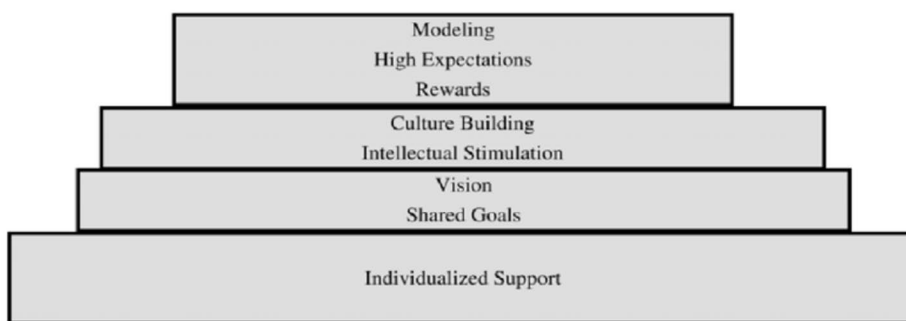 Modeling
High Expectations
Rewards
Culture Building
Intellectual Stimulation
Vision
Shared Goals
Individualized Support